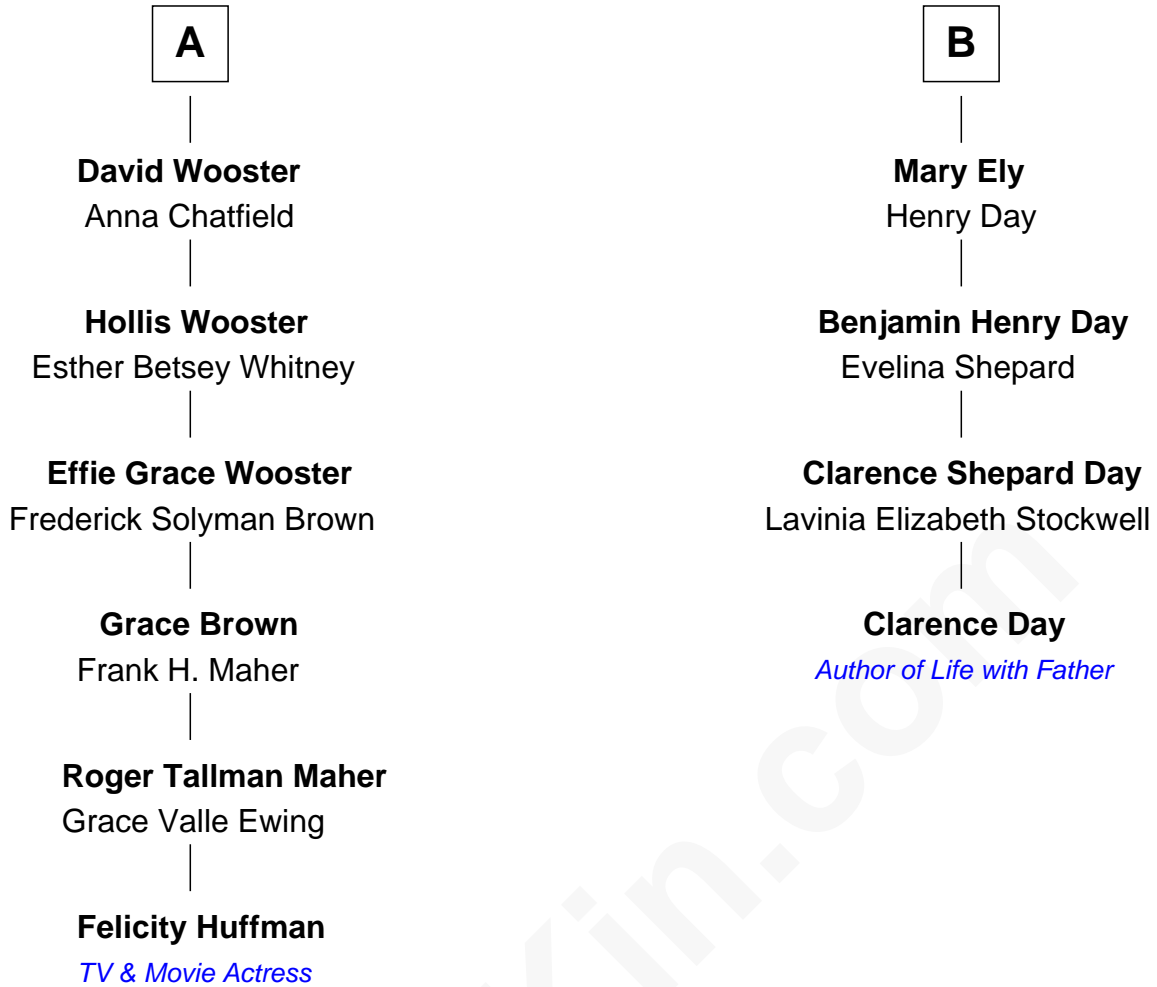 A
David Wooster
Anna Chatfield
Hollis Wooster
Esther Betsey Whitney
Effie Grace Wooster
Frederick Solyman Brown
Grace Brown
Frank H. Maher
Roger Tallman Maher
Grace Valle Ewing
Felicity Huffman
TV & Movie Actress
B
Mary Ely
Henry Day
Benjamin Henry Day
Evelina Shepard
Clarence Shepard Day
Lavinia Elizabeth Stockwell
Clarence Day
Author of Life with Father
Kin.com